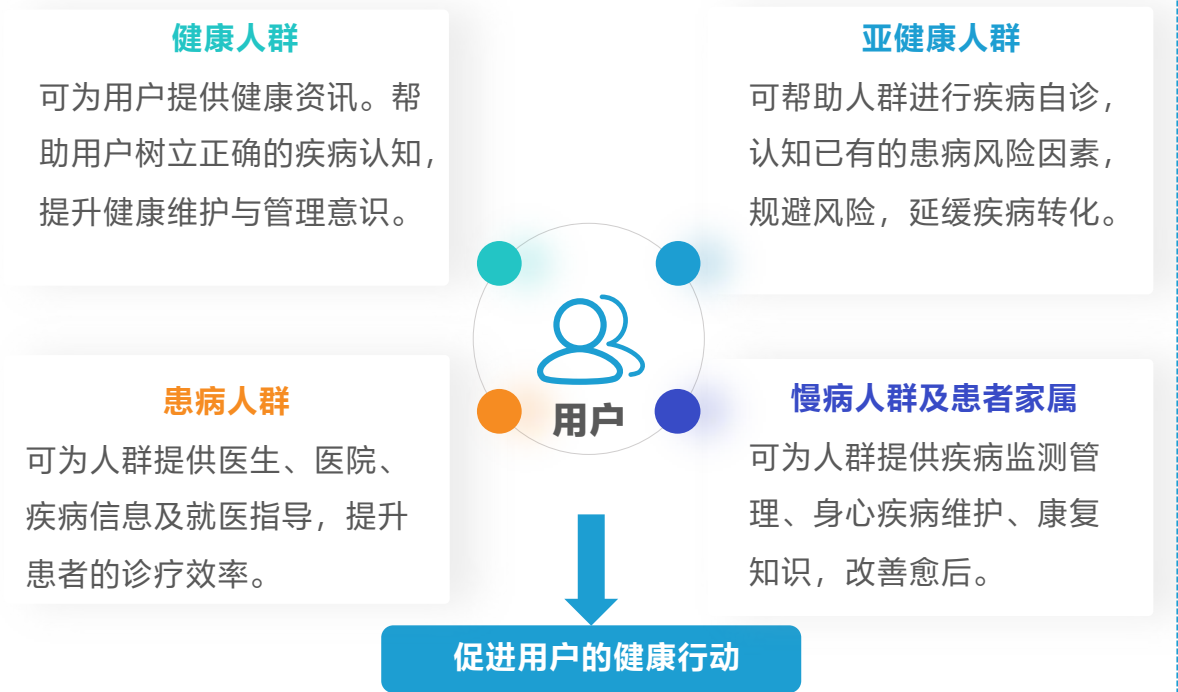 健康人群
可为用户提供健康资讯。帮
助用户树立正确的疾病认知，
提升健康维护与管理意识。
亚健康人群
可帮助人群进行疾病自诊，
认知已有的患病风险因素，
规避风险，延缓疾病转化。
患病人群
可为人群提供医生、医院、
疾病信息及就医指导，提升
患者的诊疗效率。
用户
慢病人群及患者家属
可为人群提供疾病监测管
理、身心疾病维护、康复
知识，改善愈后。
促进用户的健康行动